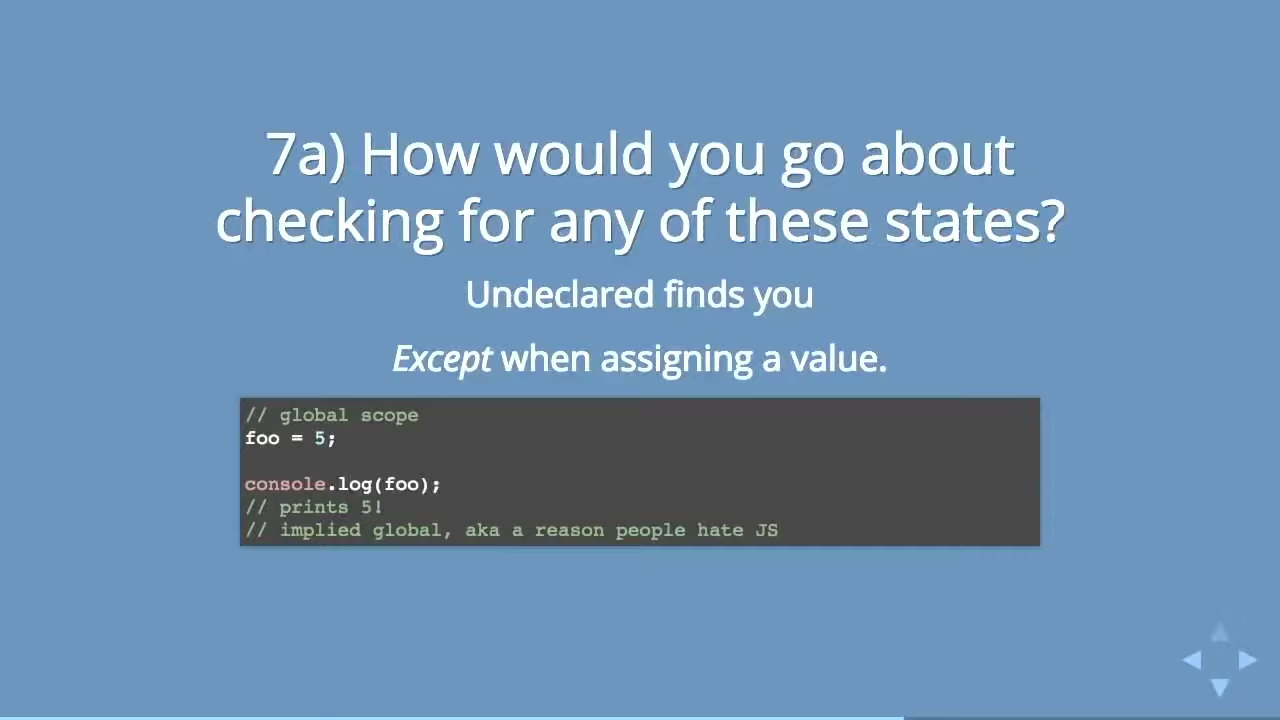 7a) How would you go about
checking for any of these states?
Undeclared finds you
Except when assigning a value.
// global scope
foo = 5;
console.log(foo);
// prints 5!
// implied global, aka a reason people hate JS